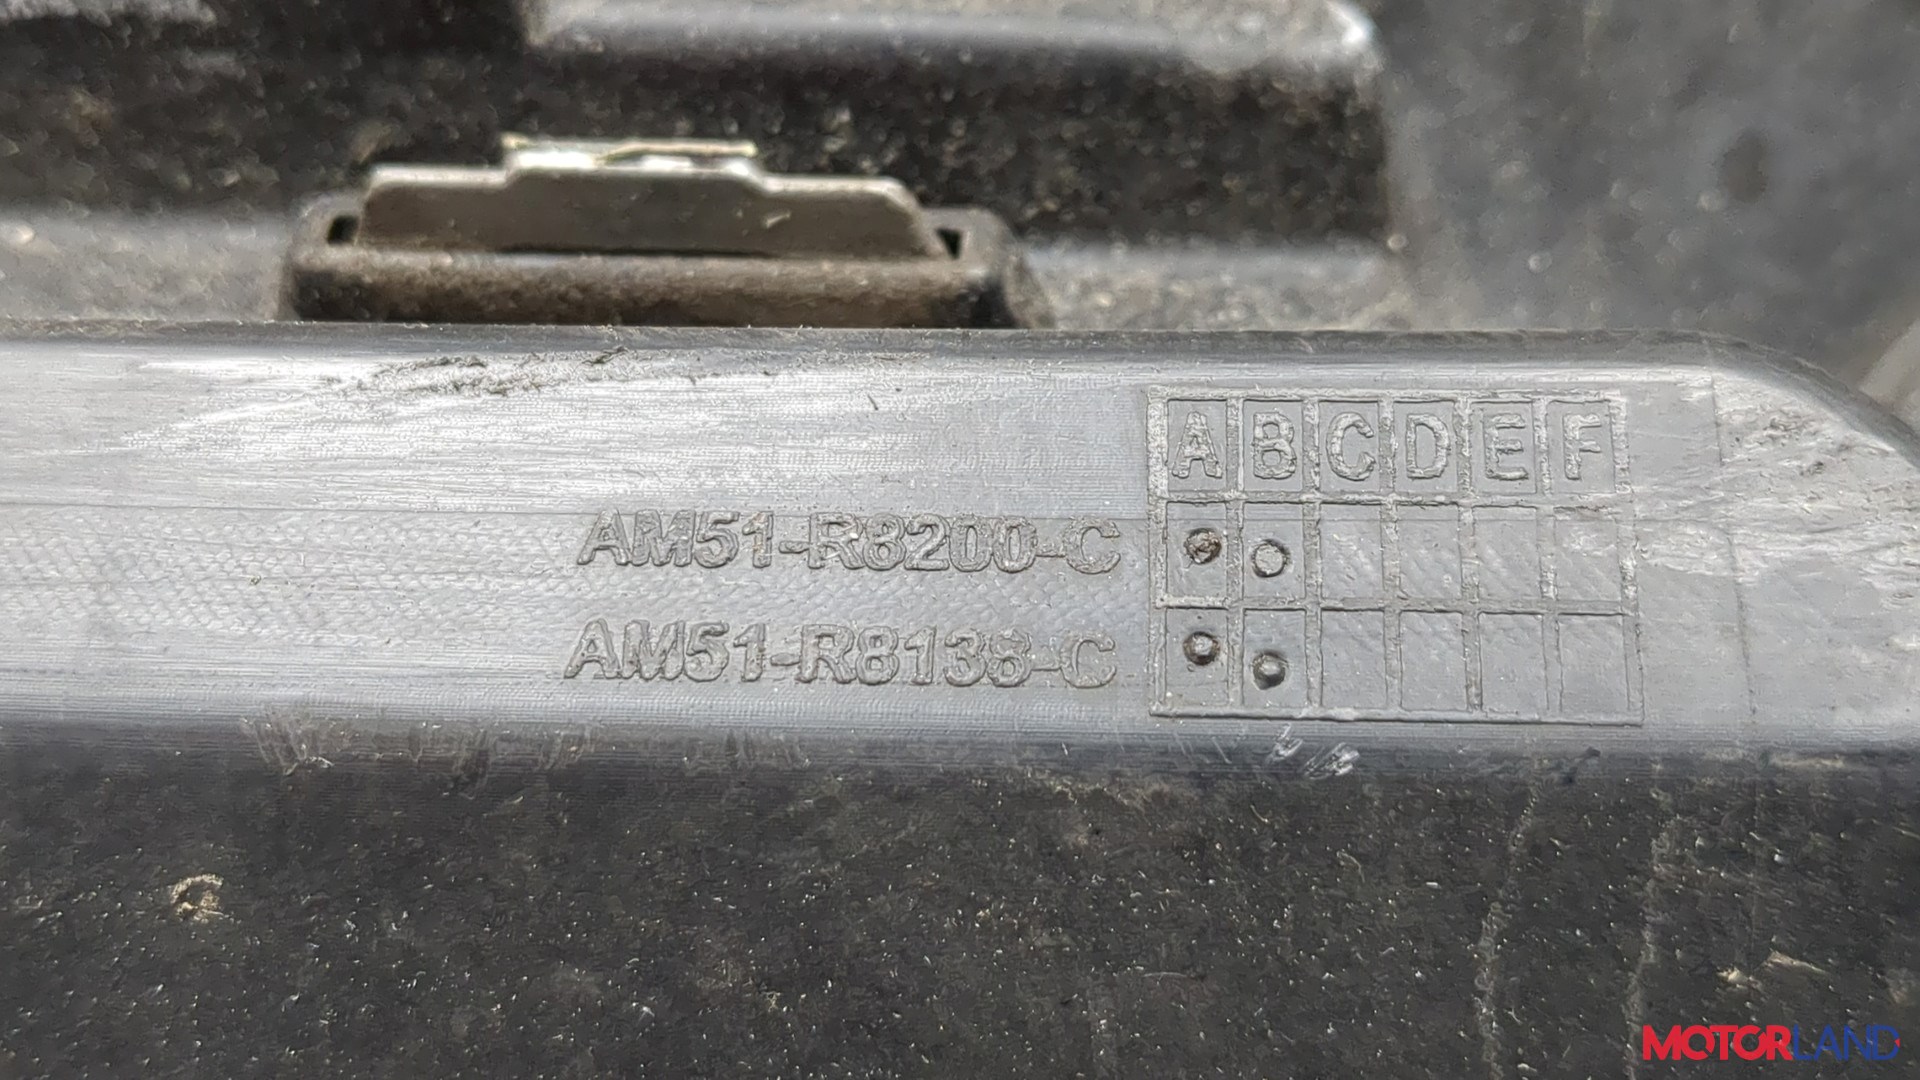 A B C D E F
AM51-R8200-C
AM51-R8138-C
MOTORLAND